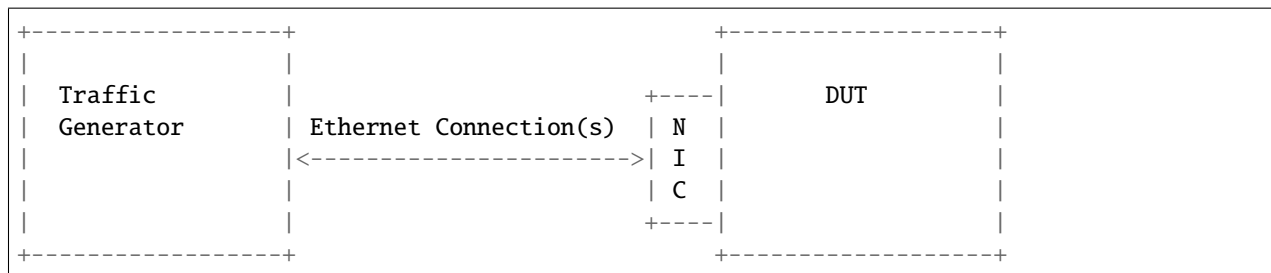 +------------------+                              +-------------------+
|                  |                              |                   |
|  Traffic         |                         +----|       DUT         |
|  Generator       | Ethernet Connection(s)  | N  |                   |
|                  |<----------------------->| I  |                   |
|                  |                         | C  |                   |
|                  |                         +----|                   |
+------------------+                              +-------------------+